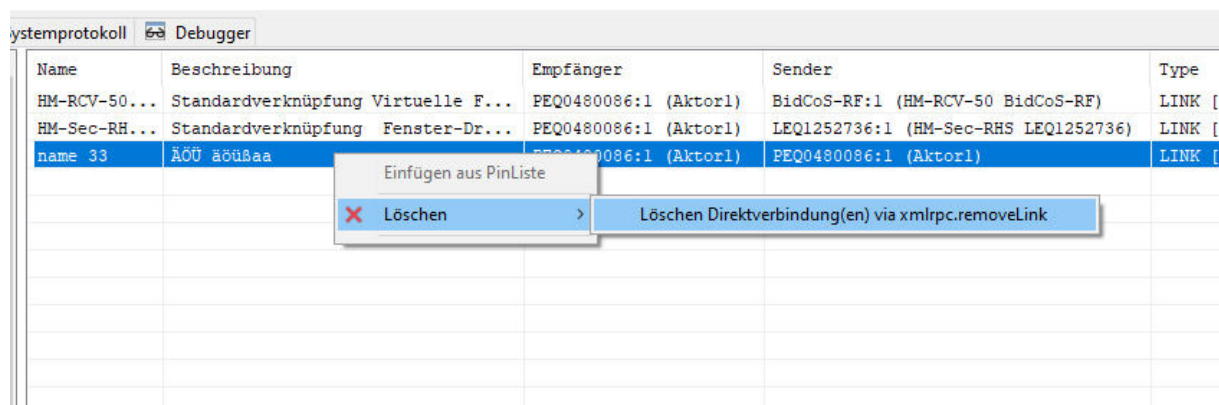 ystemprotokoll Debugger
Name Beschreibung Empfänger Sender Type
HM-RCV-50... Standardverknüpfung Virtuelle F... PEQ0480086:1 (Aktor1) BidCoS-RF:1 (HM-RCV-50 BidCoS-RF) LINK [
HM-Sec-RH... Standardverknüpfung Fenster-Dr... PEQ0480086:1 (Aktor1) LEQ1252736:1 (HM-Sec-RHS LEQ1252736) LINK [
name 33 ÄÖÜ äöüßaa PEQ0480086:1 (Aktor1) PEQ0480086:1 (Aktor1) LINK [
Einfügen aus PinListe
Löschen > Löschen Direktverbindung(en) via xmlrpc.removeLink